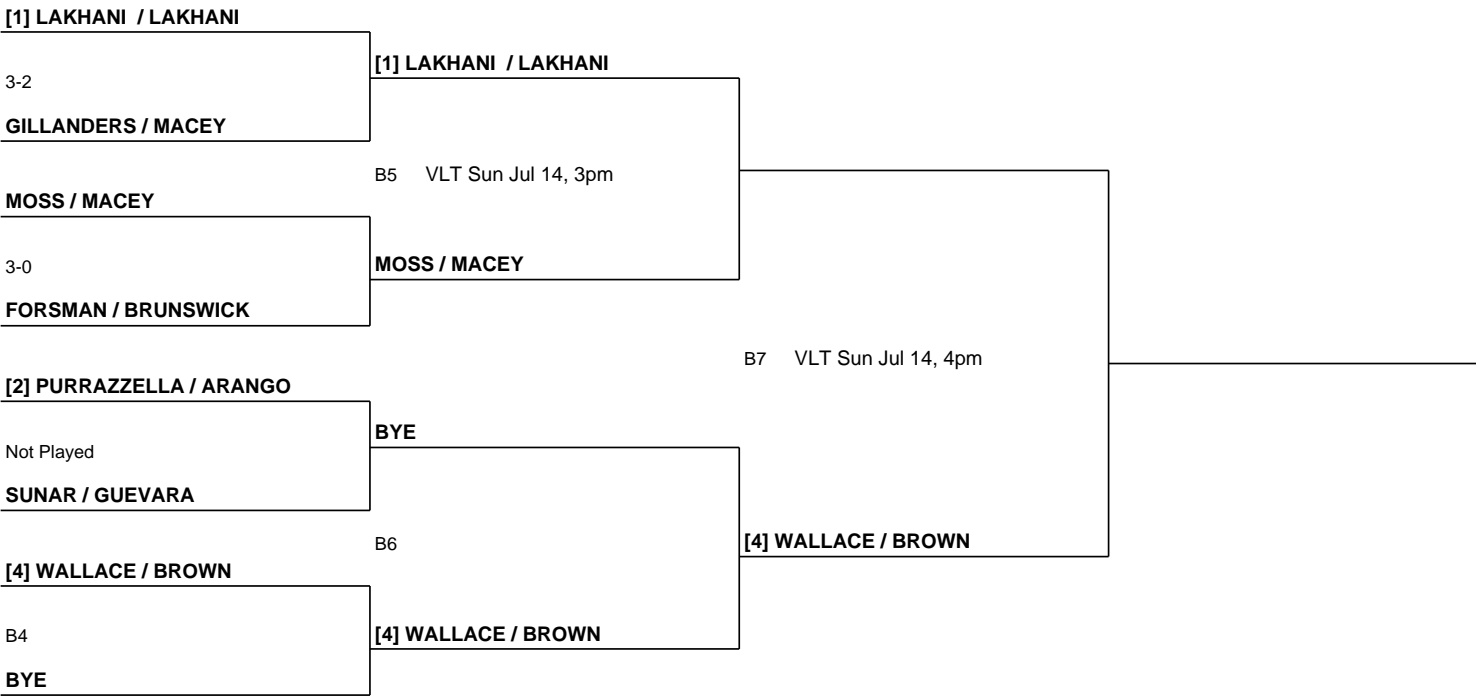 [1] LAKHANI / LAKHANI
3-2
[1] LAKHANI / LAKHANI
GILLANDERS / MACEY
B5 VLT Sun Jul 14, 3pm
MOSS / MACEY
3-0
MOSS / MACEY
FORSMAN / BRUNSWICK
B7 VLT Sun Jul 14, 4pm
[2] PURRAZZELLA / ARANGO
BYE
Not Played
SUNAR / GUEVARA
B6
[4] WALLACE / BROWN
[4] WALLACE / BROWN
B4
[4] WALLACE / BROWN
BYE